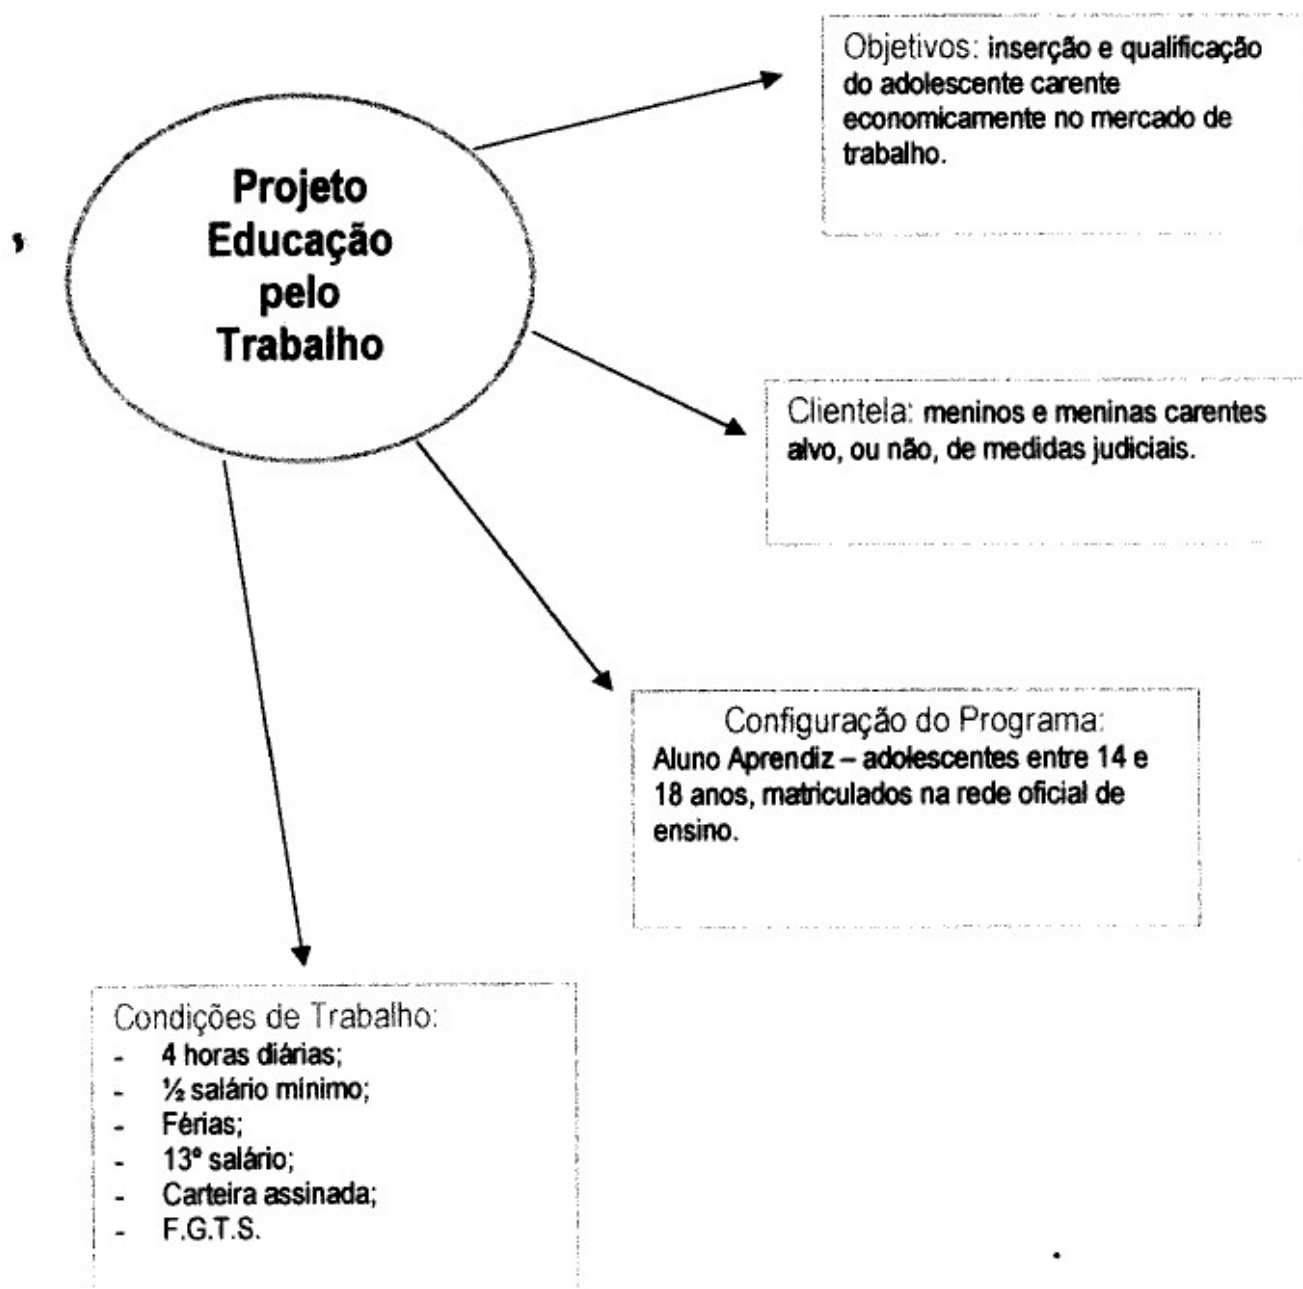 Projeto
Educação
pelo
Trabalho
Objetivos: inserção e qualificação
do adolescente carente
economicamente no mercado de
trabalho.
Clientela: meninos e meninas carentes
alvo, ou não, de medidas judiciais.
Configuração do Programa:
Aluno Aprendiz – adolescentes entre 14 e
18 anos, matriculados na rede oficial de
ensino.
Condições de Trabalho:
- 4 horas diárias;
- ½ salário mínimo;
- Férias;
- 13º salário;
- Carteira assinada;
- F.G.T.S.